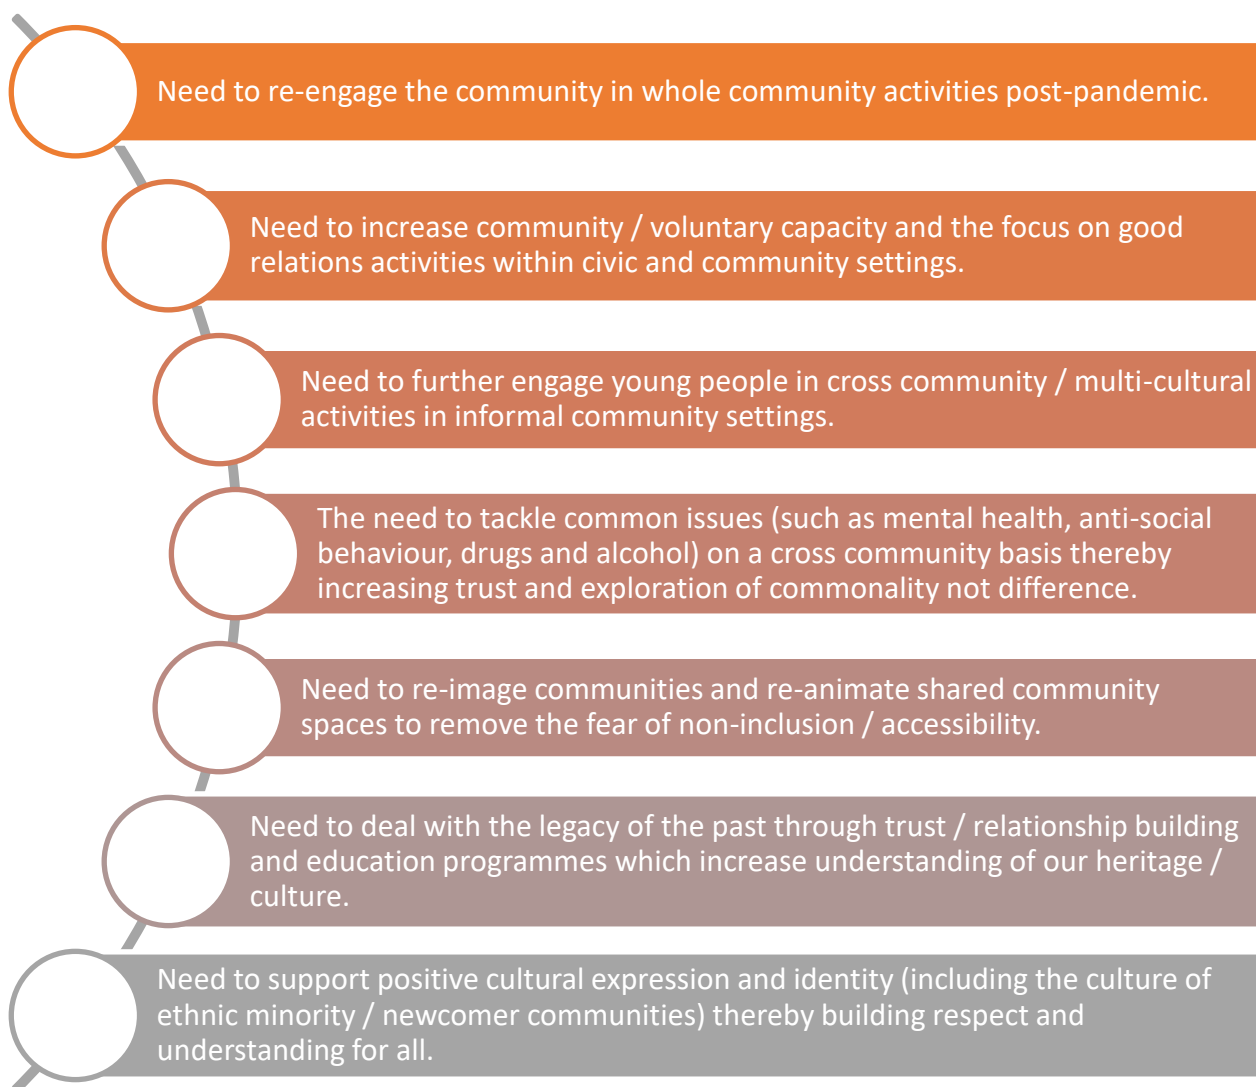 Need to re-engage the community in whole community activities post-pandemic.
Need to increase community / voluntary capacity and the focus on good
relations activities within civic and community settings.
Need to further engage young people in cross community / multi-cultural
activities in informal community settings.
The need to tackle common issues (such as mental health, anti-social
behaviour, drugs and alcohol) on a cross community basis thereby
increasing trust and exploration of commonality not difference.
Need to re-image communities and re-animate shared community
spaces to remove the fear of non-inclusion / accessibility.
Need to deal with the legacy of the past through trust / relationship building
and education programmes which increase understanding of our heritage /
culture.
Need to support positive cultural expression and identity (including the culture of
ethnic minority / newcomer communities) thereby building respect and
understanding for all.